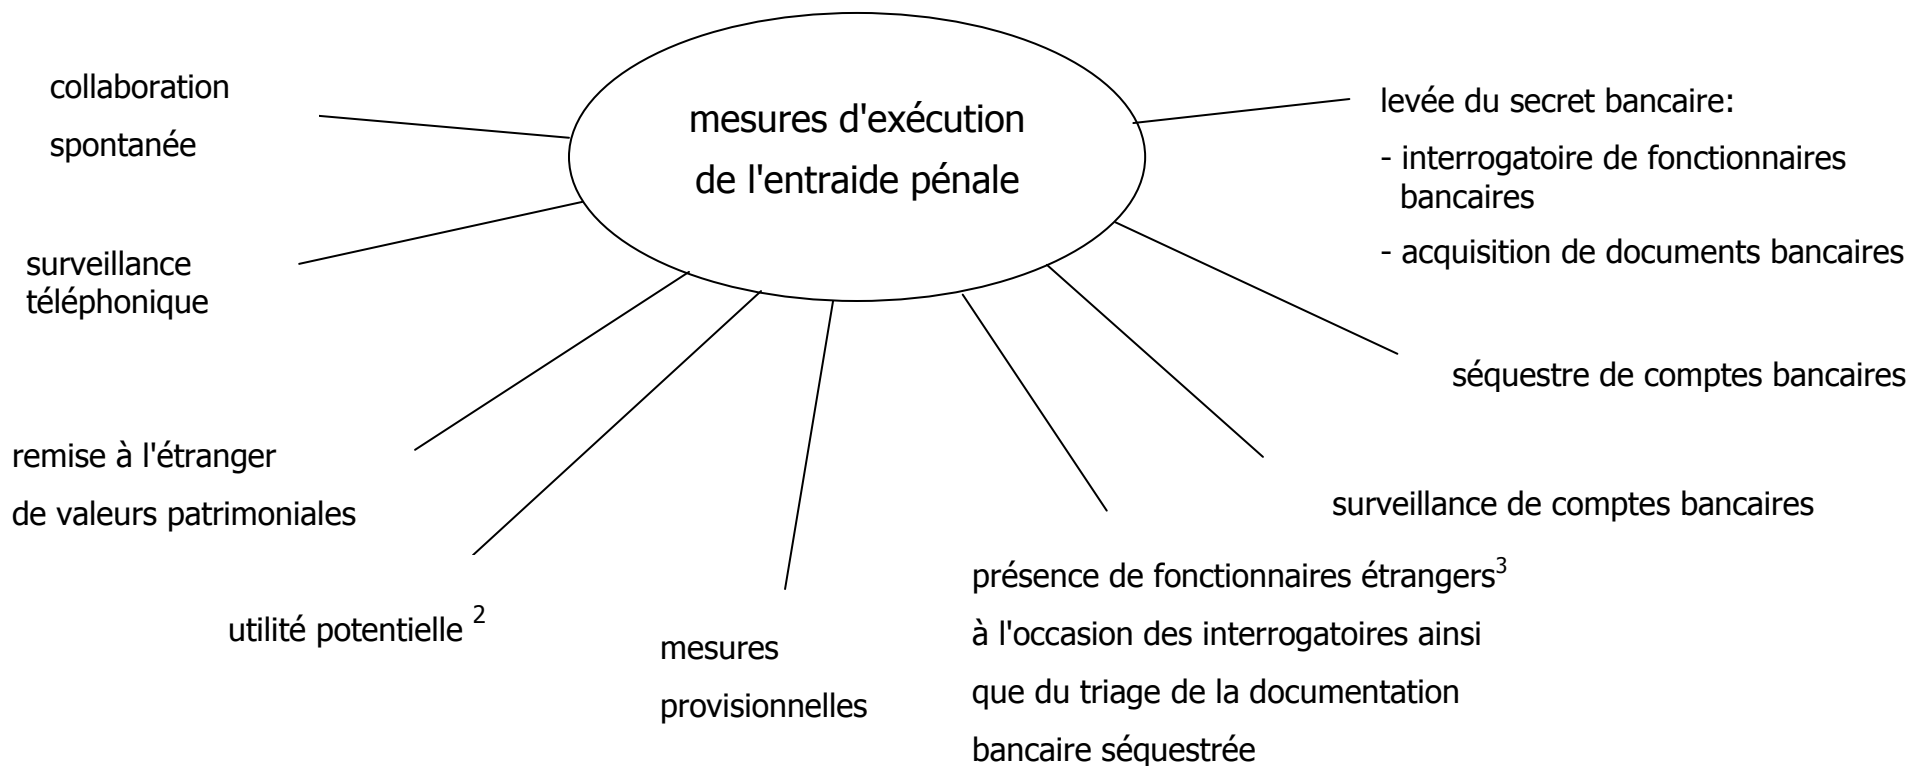 mesures d'exécution
de l'entraide pénale
collaboration
spontanée
surveillance
téléphonique
remise à l'étranger
de valeurs patrimoniales
utilité potentielle ²
mesures
provisionnelles
présence de fonctionnaires étrangers³
à l'occasion des interrogatoires ainsi
que du triage de la documentation
bancaire séquestrée
surveillance de comptes bancaires
séquestre de comptes bancaires
levée du secret bancaire:
- interrogatoire de fonctionnaires
bancaires
- acquisition de documents bancaires